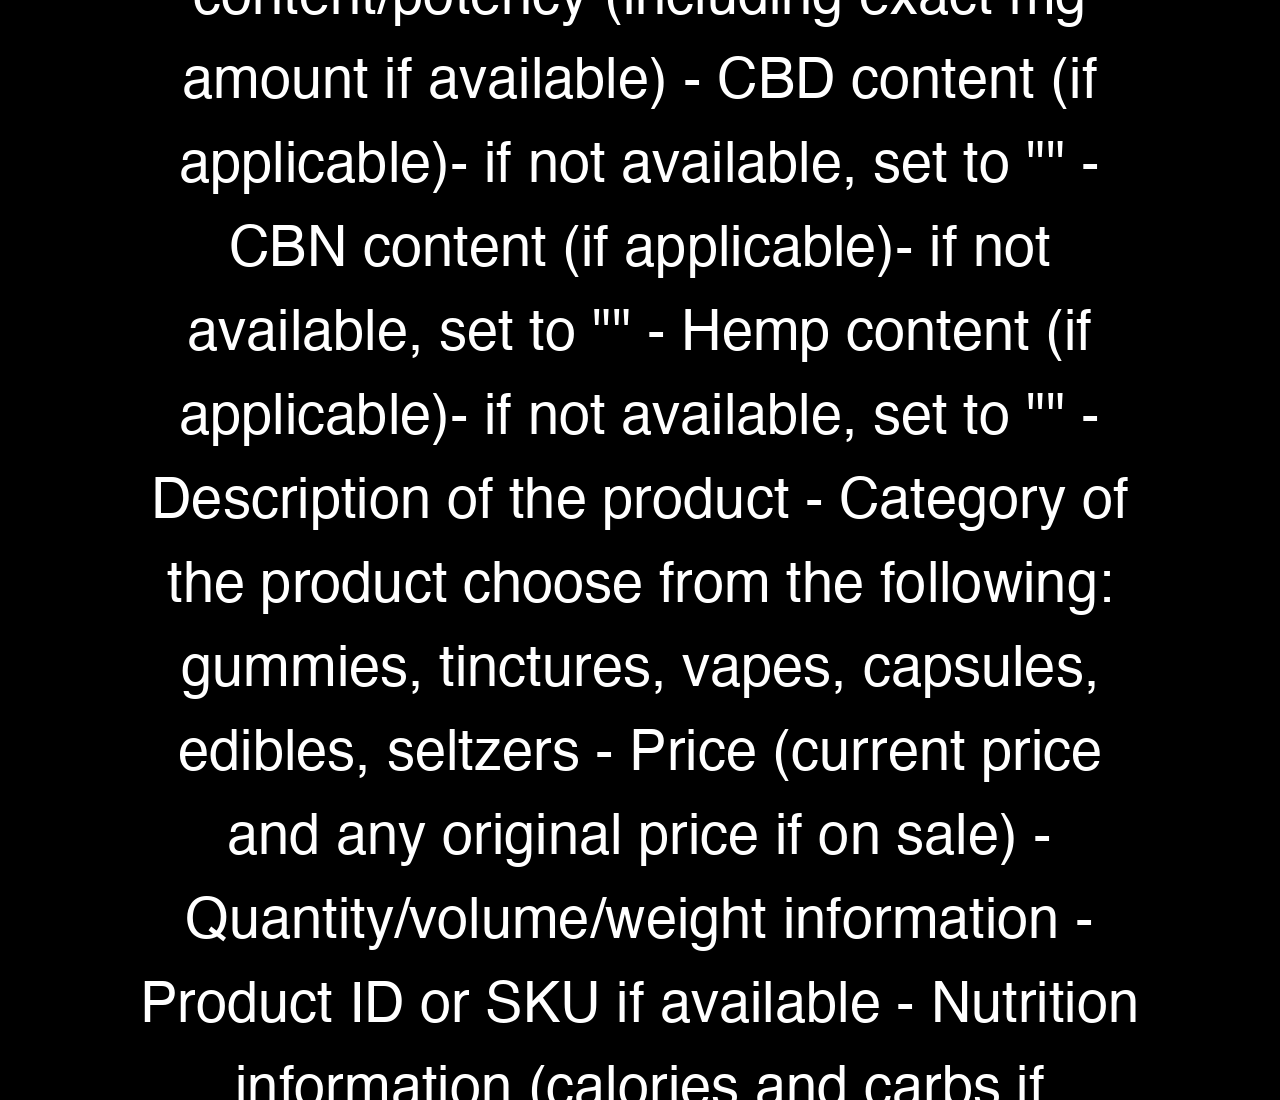 content/potency (including exact mg
amount if available) - CBD content (if
applicable)- if not available, set to "" -
CBN content (if applicable)- if not
available, set to "" - Hemp content (if
applicable)- if not available, set to "" -
Description of the product - Category of
the product choose from the following:
gummies, tinctures, vapes, capsules,
edibles, seltzers - Price (current price
and any original price if on sale) -
Quantity/volume/weight information -
Product ID or SKU if available - Nutrition
information (calories and carbs if